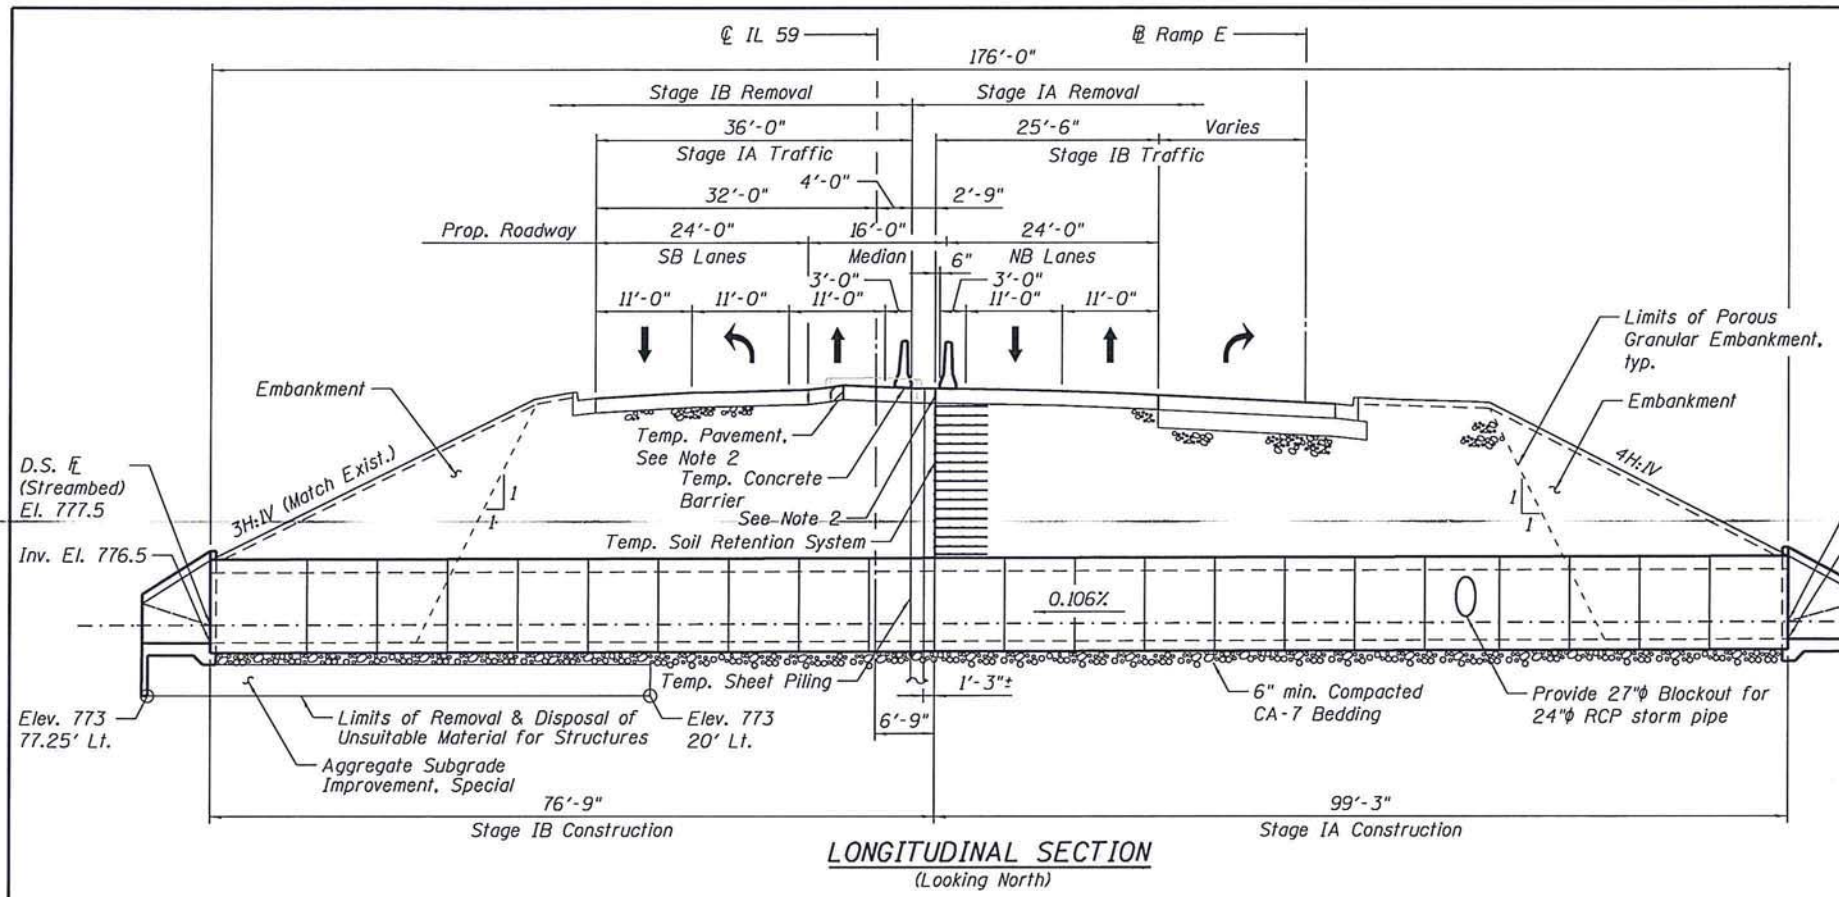 ℄ IL 59
B Ramp E
176'-0"
Stage IB Removal
Stage IA Removal
36'-0"
25'-6"
Varies
Stage IA Traffic
Stage IB Traffic
4'-0"
32'-0"
2'-9"
Prop. Roadway
24'-0"
16'-0"
24'-0"
SB Lanes
Median
NB Lanes
6"
3'-0"
3'-0"
11'-0"
11'-0"
11'-0"
11'-0"
11'-0"
Limits of Porous
Granular Embankment,
typ.
Embankment
Embankment
Temp. Pavement,
See Note 2
Temp. Concrete
Barrier
See Note 2
Temp. Soil Retention System
D.S. FL
(Streambed)
El. 777.5
3H:1V (Match Exist.)
4H:1V
1
1
1
1
Inv. El. 776.5
0.106%
Temp. Sheet Piling
1'-3"±
6'-9"
6" min. Compacted
CA-7 Bedding
Provide 27"φ Blockout for
24"φ RCP storm pipe
Elev. 773
77.25' Lt.
Limits of Removal & Disposal of
Unsuitable Material for Structures
Elev. 773
20' Lt.
Aggregate Subgrade
Improvement, Special
76'-9"
99'-3"
Stage IB Construction
Stage IA Construction
LONGITUDINAL SECTION
(Looking North)